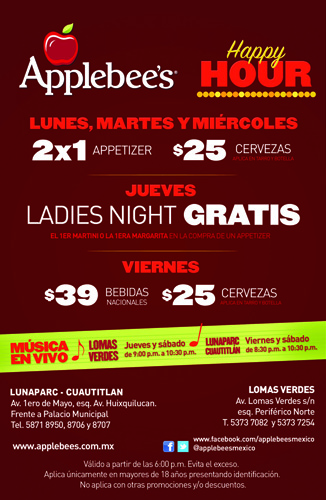 Applebee's®
Happy
HOUR
LUNES, MARTES Y MIÉRCOLES
2x1 APPETIZER $25 CERVEZAS
JUEVES
LADIES NIGHT GRATIS
EL 1ER MARTINI O LA 1ERA MARGARITA EN LA COMPRA DE UN APPETIZER
VIERNES
$39 BEBIDAS NACIONALES $25 CERVEZAS
MÚSICA EN VIVO
LOMAS VERDES
Jueves y sábado
de 9:00 p.m. a 10:30 p.m.
LUNAPARC CUAUTITLÁN
Viernes y sábado
de 8:30 p.m. a 10:30 p.m.
LUNAPARC - CUAUTITLAN
Av. 1ero de Mayo, esq. Av. Huixquilucan.
Frente a Palacio Municipal
Tel. 5871 8950, 8706 y 8707
LOMAS VERDES
Av. Lomas Verdes s/n
esq. Periférico Norte
T. 5373 7082 y 5373 7254
www.applebees.com.mx
www.facebook.com/applebeesmexico
@applebeesmexico
Válido a partir de las 6:00 p.m. Evita el exceso.
Aplica únicamente en mayores de 18 años presentando identificación.
No aplica con otras promociones y/o descuentos.